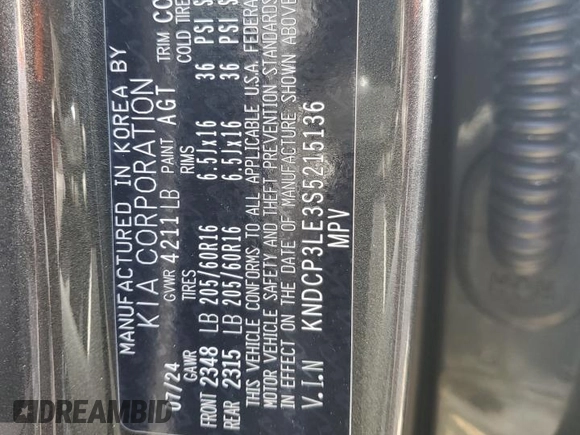 MANUFACTURED IN KOREA BY
KIA CORPORATION
07/24 GVWR 4211 LB PAINT AGT TRIM CC
GAWR TIRES RIMS COLD TIRE
FRONT 2348 LB 205/60R16 6.5JX16 36 PSI S
REAR 2315 LB 205/60R16 6.5JX16 36 PSI S
THIS VEHICLE CONFORMS TO ALL APPLICABLE U.S.A. FEDERAL
MOTOR VEHICLE SAFETY AND THEFT PREVENTION STANDARDS
IN EFFECT ON THE DATE OF MANUFACTURE SHOWN ABOVE
V.I.N KNDCP3LE3S5215136
MPV
DREAMBID